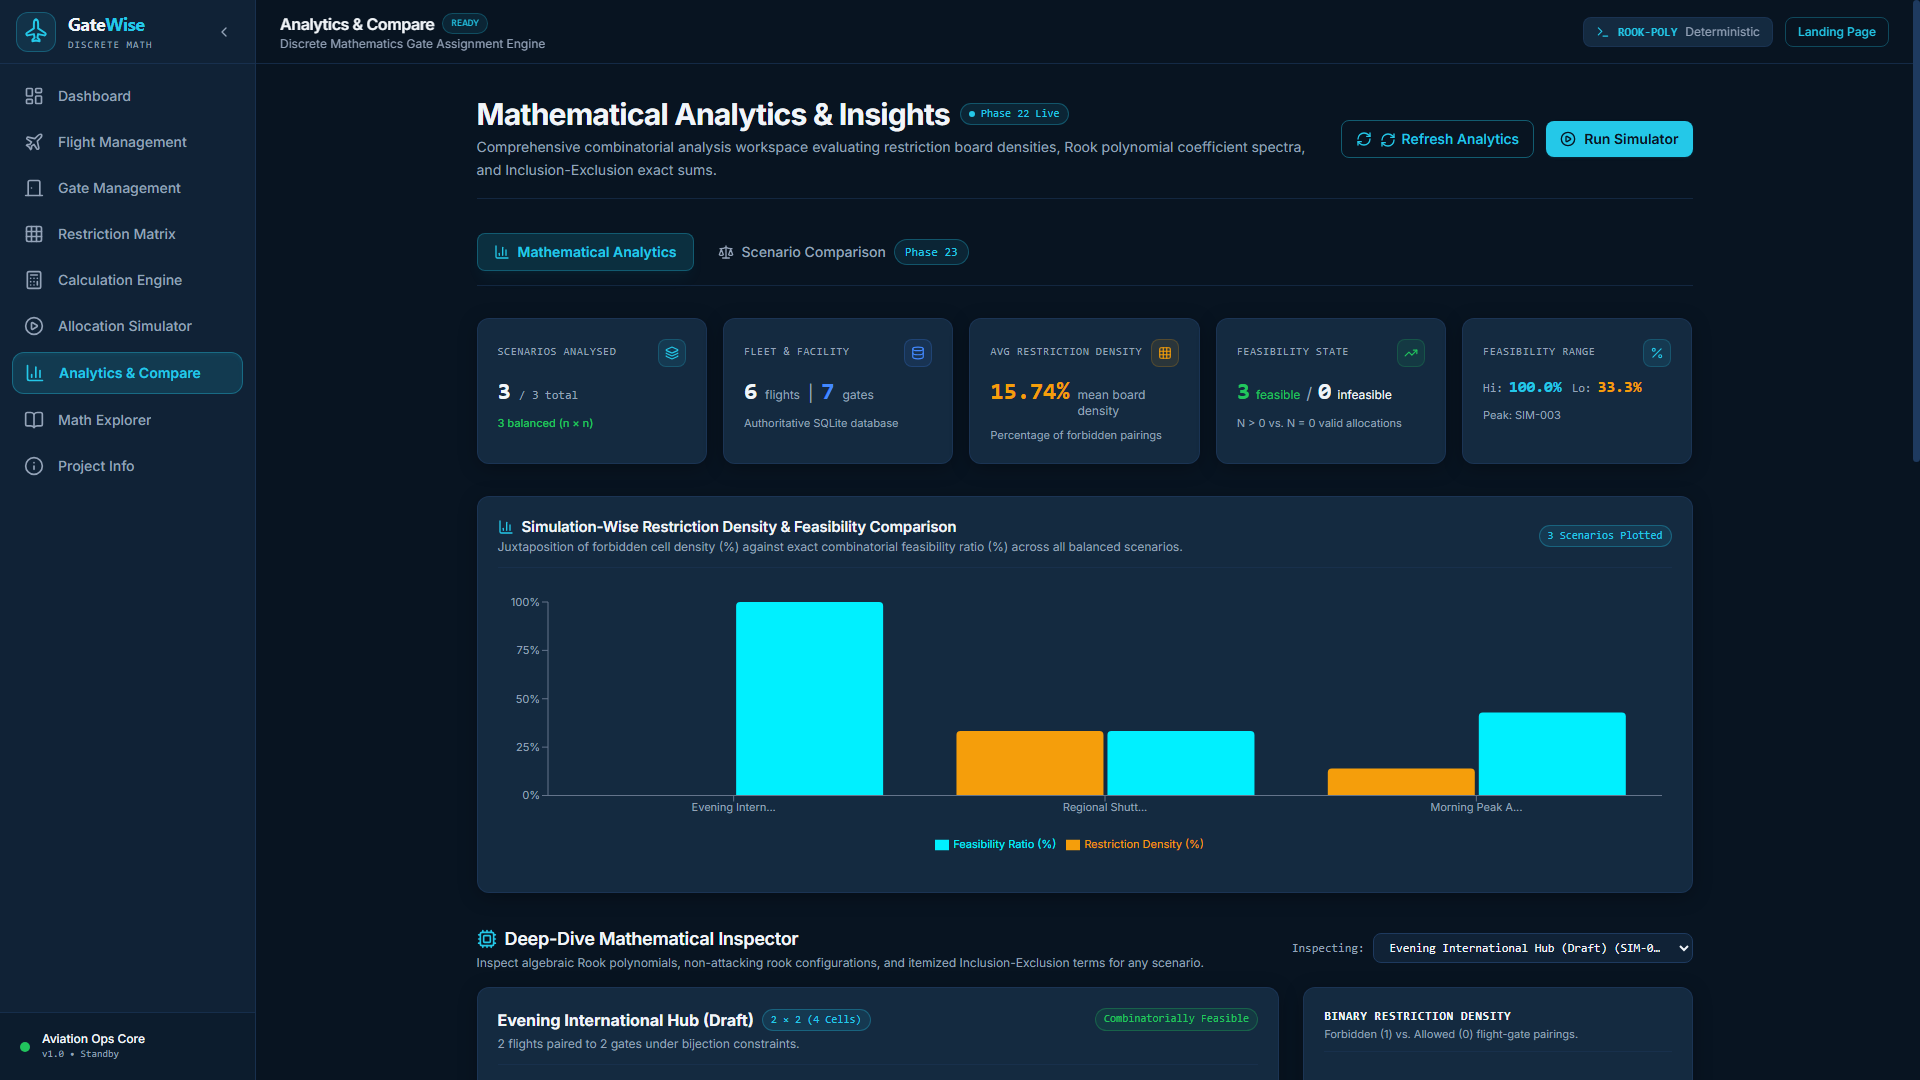 GateWise
DISCRETE MATH
Dashboard
Flight Management
Gate Management
Restriction Matrix
Calculation Engine
Allocation Simulator
Analytics & Compare
Math Explorer
Project Info
Aviation Ops Core
v1.0 • Standby
Analytics & Compare READY
Discrete Mathematics Gate Assignment Engine
ROOK-POLY Deterministic
Landing Page
Mathematical Analytics & Insights Phase 22 Live
Comprehensive combinatorial analysis workspace evaluating restriction board densities, Rook polynomial coefficient spectra,
and Inclusion-Exclusion exact sums.
Refresh Analytics
Run Simulator
Mathematical Analytics
Scenario Comparison Phase 23
SCENARIOS ANALYSED
3 / 3 total
3 balanced (n × n)
FLEET & FACILITY
6 flights | 7 gates
Authoritative SQLite database
AVG RESTRICTION DENSITY
15.74% mean board
density
Percentage of forbidden pairings
FEASIBILITY STATE
3 feasible / 0 infeasible
N > 0 vs. N = 0 valid allocations
FEASIBILITY RANGE
Hi: 100.0% Lo: 33.3%
Peak: SIM-003
Simulation-Wise Restriction Density & Feasibility Comparison
Juxtaposition of forbidden cell density (%) against exact combinatorial feasibility ratio (%) across all balanced scenarios.
3 Scenarios Plotted
100%
75%
50%
25%
0%
Evening Intern...
Regional Shutt...
Morning Peak A...
Feasibility Ratio (%)
Restriction Density (%)
Deep-Dive Mathematical Inspector
Inspect algebraic Rook polynomials, non-attacking rook configurations, and itemized Inclusion-Exclusion terms for any scenario.
Inspecting: Evening International Hub (Draft) (SIM-0…
Evening International Hub (Draft) 2 × 2 (4 Cells)
2 flights paired to 2 gates under bijection constraints.
Combinatorially Feasible
BINARY RESTRICTION DENSITY
Forbidden (1) vs. Allowed (0) flight-gate pairings.